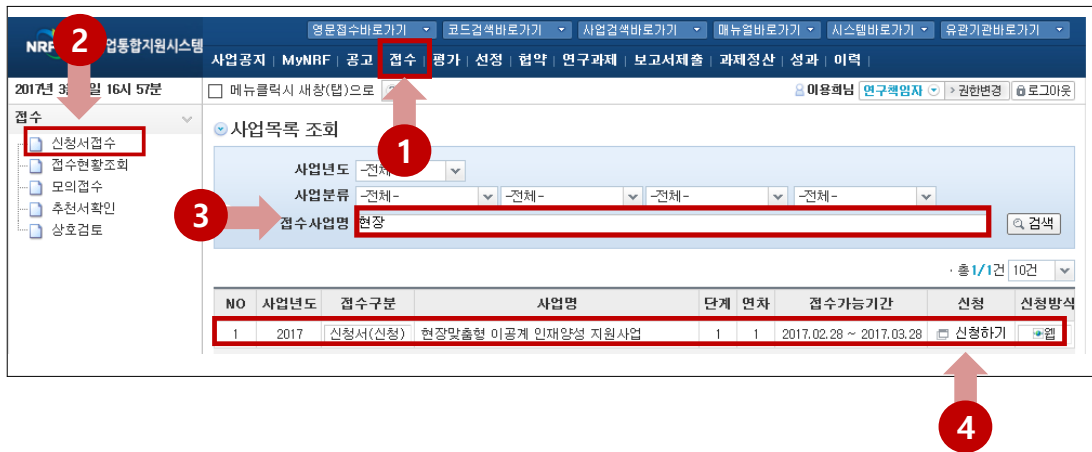 영문접수바로가기 코드검색바로가기 사업검색바로가기 매뉴얼바로가기 시스템바로가기 유관기관바로가기
NRF 업통합지원시스템
사업공지 | MyNRF | 공고 | 접수 | 평가 | 선정 | 협약 | 연구과제 | 보고서제출 | 과제정산 | 성과 | 이력 |
2017년 3 일 16시 57분 메뉴클릭시 새창(탭)으로 이용희님 연구책임자 > 권한변경 로그아웃
2
접수
신청서접수
접수현황조회
모의접수
추천서확인
상호검토
1
사업목록 조회
사업년도 -전체-
사업분류 -전체- -전체- -전체- -전체-
3
접수사업명 현장 검색
· 총1/1건 10건
NO 사업년도 접수구분 사업명 단계 연차 접수가능기간 신청 신청방식
1 2017 신청서(신청) 현장맞춤형 이공계 인재양성 지원사업 1 1 2017.02.28 ~ 2017.03.28 신청하기 웹
4